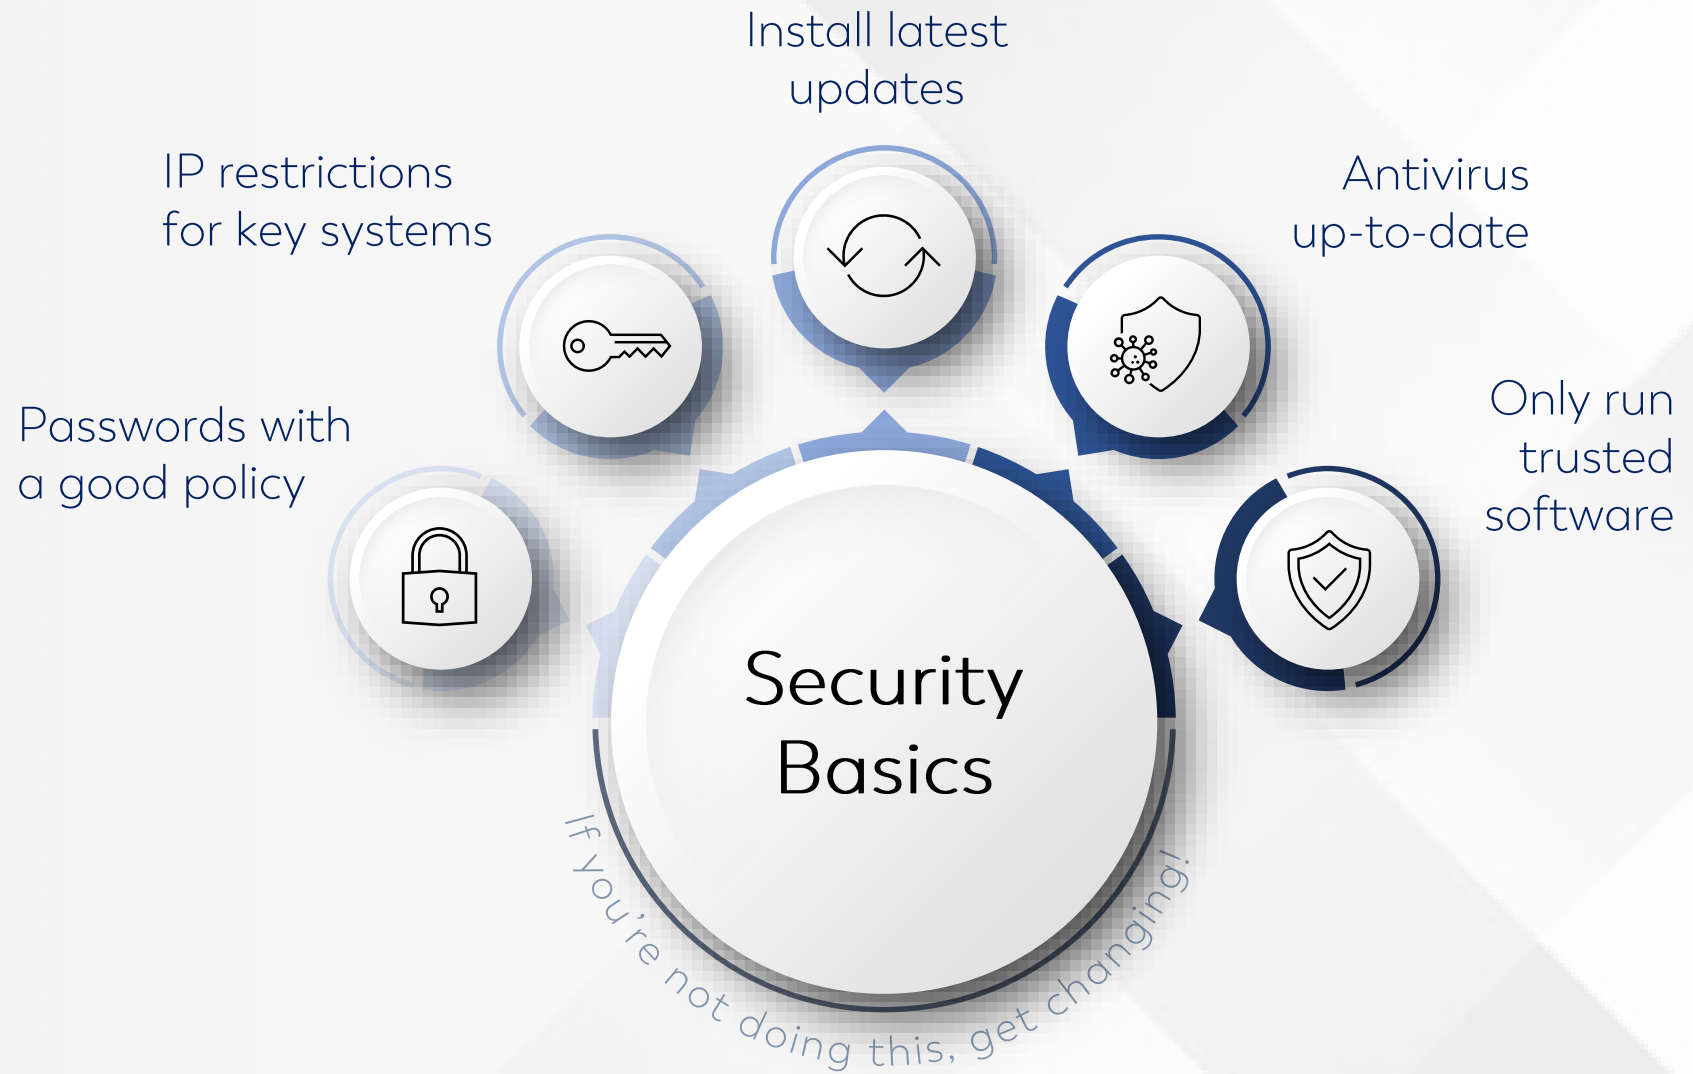 Install latest
updates
IP restrictions
for key systems
Antivirus
up-to-date
Passwords with
a good policy
Only run
trusted
software
Security
Basics
If you're not doing this, get changing!